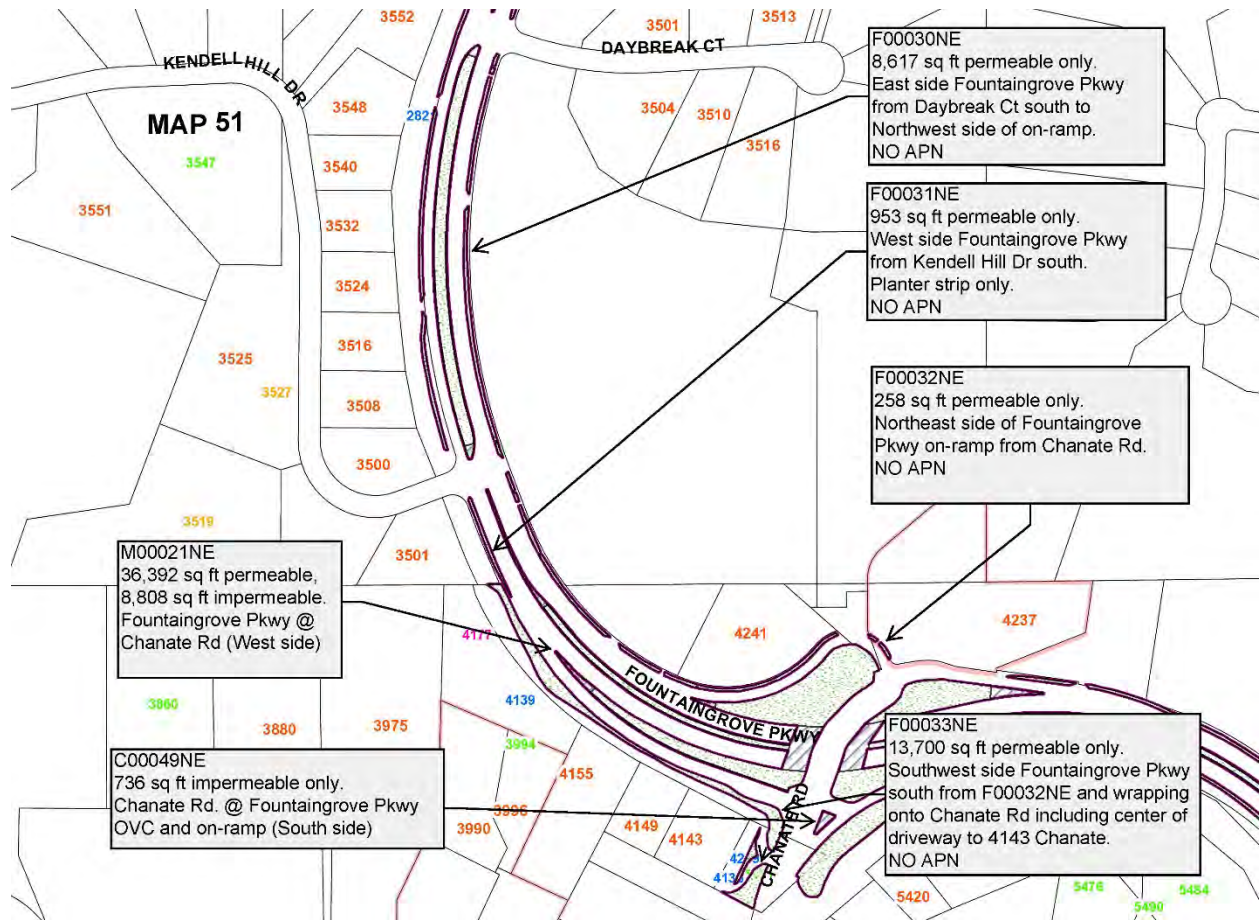 3552
3501
3513
DAYBREAK CT
KENDELL HILL DR
MAP 51
3548
282
3504
3510
3516
3547
3540
3551
3532
3524
3525
3516
3527
3508
3500
3519
3501
F00030NE
8,617 sq ft permeable only.
East side Fountaingrove Pkwy
from Daybreak Ct south to
Northwest side of on-ramp.
NO APN
F00031NE
953 sq ft permeable only.
West side Fountaingrove Pkwy
from Kendell Hill Dr south.
Planter strip only.
NO APN
F00032NE
258 sq ft permeable only.
Northeast side of Fountaingrove
Pkwy on-ramp from Chanate Rd.
NO APN
M00021NE
36,392 sq ft permeable,
8,808 sq ft impermeable.
Fountaingrove Pkwy @
Chanate Rd (West side)
4177
4241
4237
FOUNTAINGROVE PKWY
3860
3880
3975
4139
3994
4155
3996
3990
4149
4143
CHANATE RD
C00049NE
736 sq ft impermeable only.
Chanate Rd. @ Fountaingrove Pkwy
OVC and on-ramp (South side)
F00033NE
13,700 sq ft permeable only.
Southwest side Fountaingrove Pkwy
south from F00032NE and wrapping
onto Chanate Rd including center of
driveway to 4143 Chanate.
NO APN
5420
5476
5484
5490